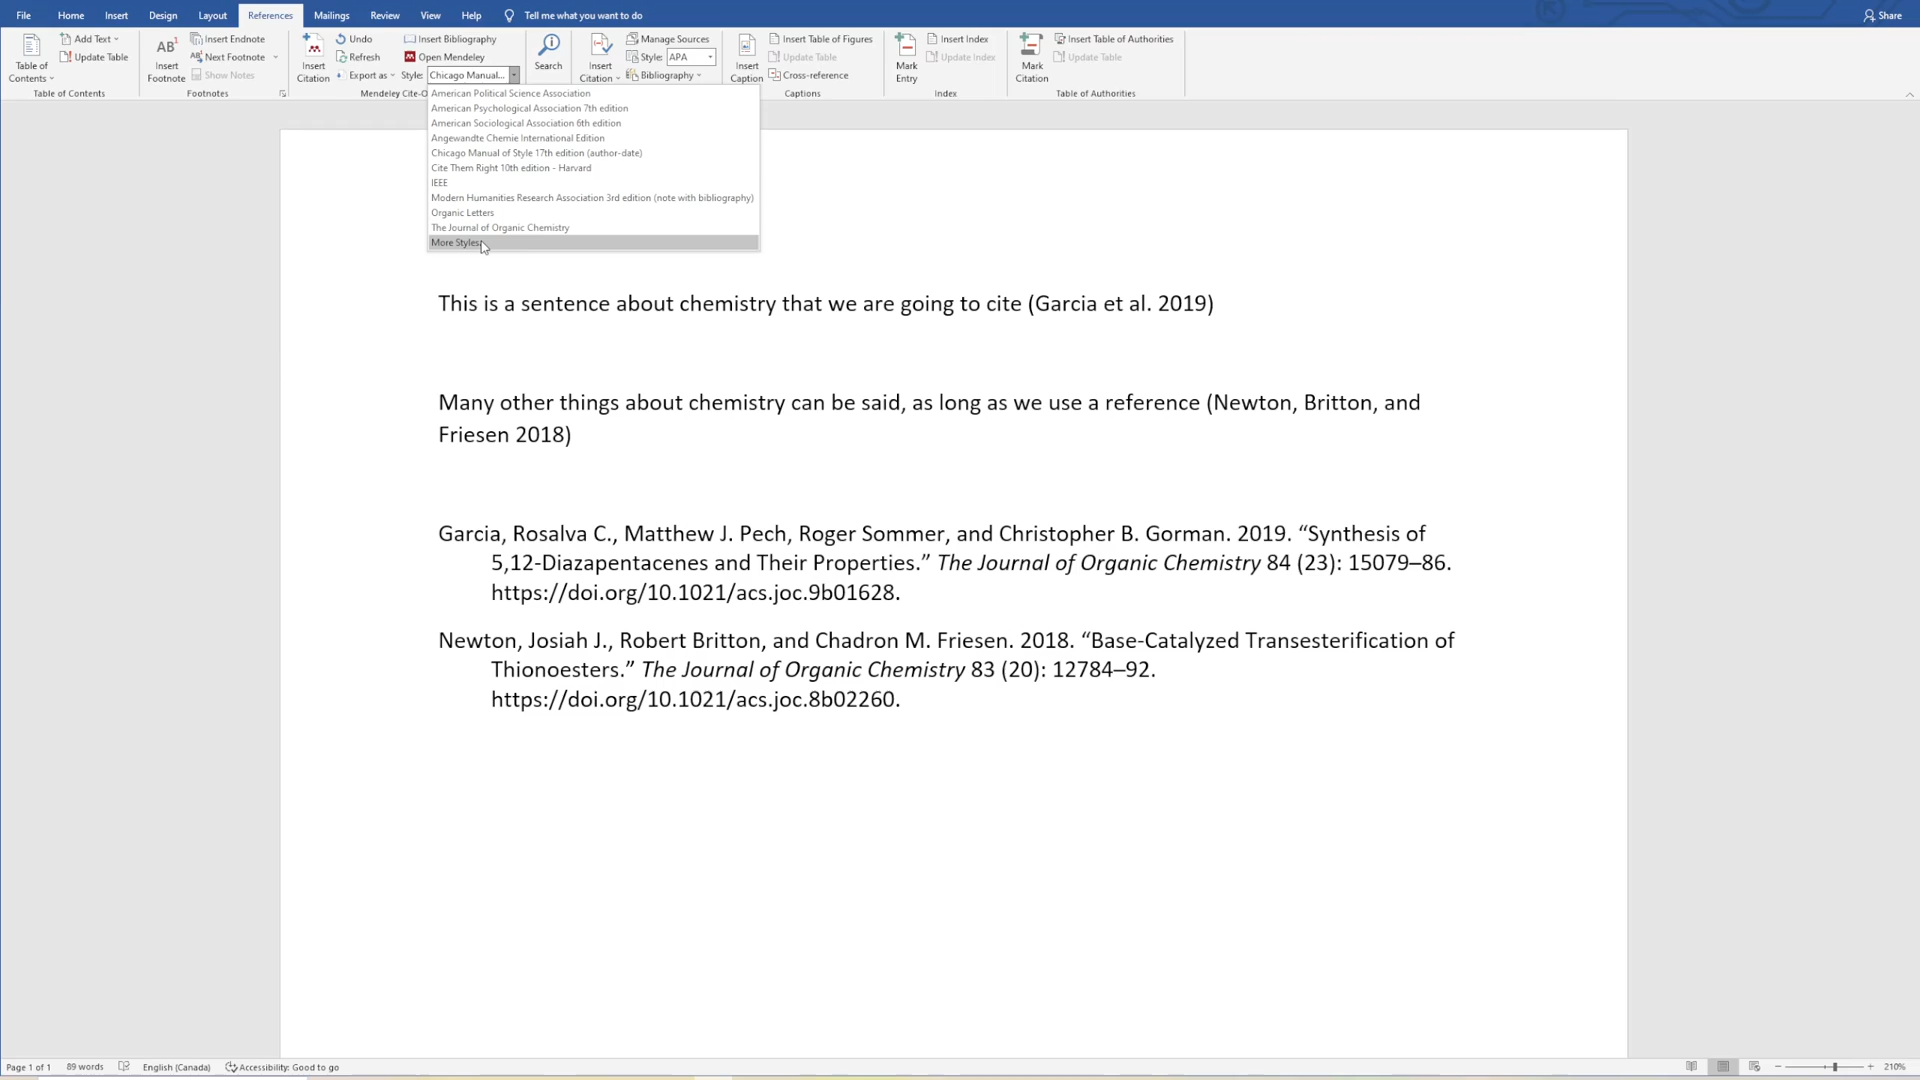 File Home Insert Design Layout References Mailings Review View Help Tell me what you want to do Share
Table of Contents
Add Text
Update Table
Table of Contents
AB1
Insert Footnote
Insert Endnote
Next Footnote
Show Notes
Footnotes
Insert Citation
Undo
Refresh
Export as
Insert Bibliography
Open Mendeley
Style: Chicago Manual...
Mendeley Cite-O
Search
Insert Citation
Manage Sources
Style: APA
Bibliography
Insert Caption
Insert Table of Figures
Update Table
Cross-reference
Captions
Mark Entry
Insert Index
Update Index
Index
Mark Citation
Insert Table of Authorities
Update Table
Table of Authorities
American Political Science Association
American Psychological Association 7th edition
American Sociological Association 6th edition
Angewandte Chemie International Edition
Chicago Manual of Style 17th edition (author-date)
Cite Them Right 10th edition - Harvard
IEEE
Modern Humanities Research Association 3rd edition (note with bibliography)
Organic Letters
The Journal of Organic Chemistry
More Styles
This is a sentence about chemistry that we are going to cite (Garcia et al. 2019)
Many other things about chemistry can be said, as long as we use a reference (Newton, Britton, and
Friesen 2018)
Garcia, Rosalva C., Matthew J. Pech, Roger Sommer, and Christopher B. Gorman. 2019. “Synthesis of
5,12-Diazapentacenes and Their Properties.” The Journal of Organic Chemistry 84 (23): 15079–86.
https://doi.org/10.1021/acs.joc.9b01628.
Newton, Josiah J., Robert Britton, and Chadron M. Friesen. 2018. “Base-Catalyzed Transesterification of
Thionoesters.” The Journal of Organic Chemistry 83 (20): 12784–92.
https://doi.org/10.1021/acs.joc.8b02260.
Page 1 of 1 89 words English (Canada) Accessibility: Good to go 210%